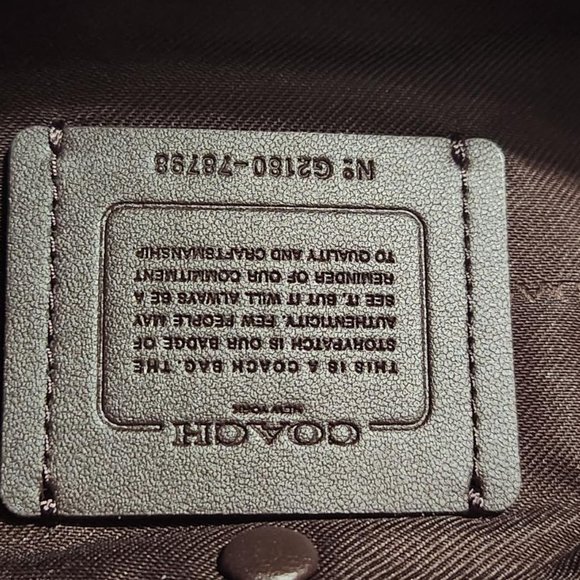 COACH
NEW YORK
THIS IS A COACH BAG. THE
STORYPATCH IS OUR BADGE OF
AUTHENTICITY. FEW PEOPLE MAY
SEE IT, BUT IT WILL ALWAYS BE A
REMINDER OF OUR COMMITMENT
TO QUALITY AND CRAFTSMANSHIP
Nº G2180-78798